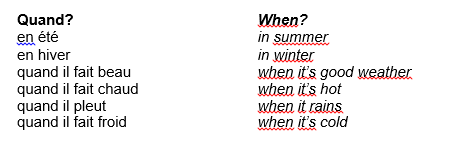 Quand? When?
en été in summer
en hiver in winter
quand il fait beau when it's good weather
quand il fait chaud when it's hot
quand il pleut when it rains
quand il fait froid when it's cold